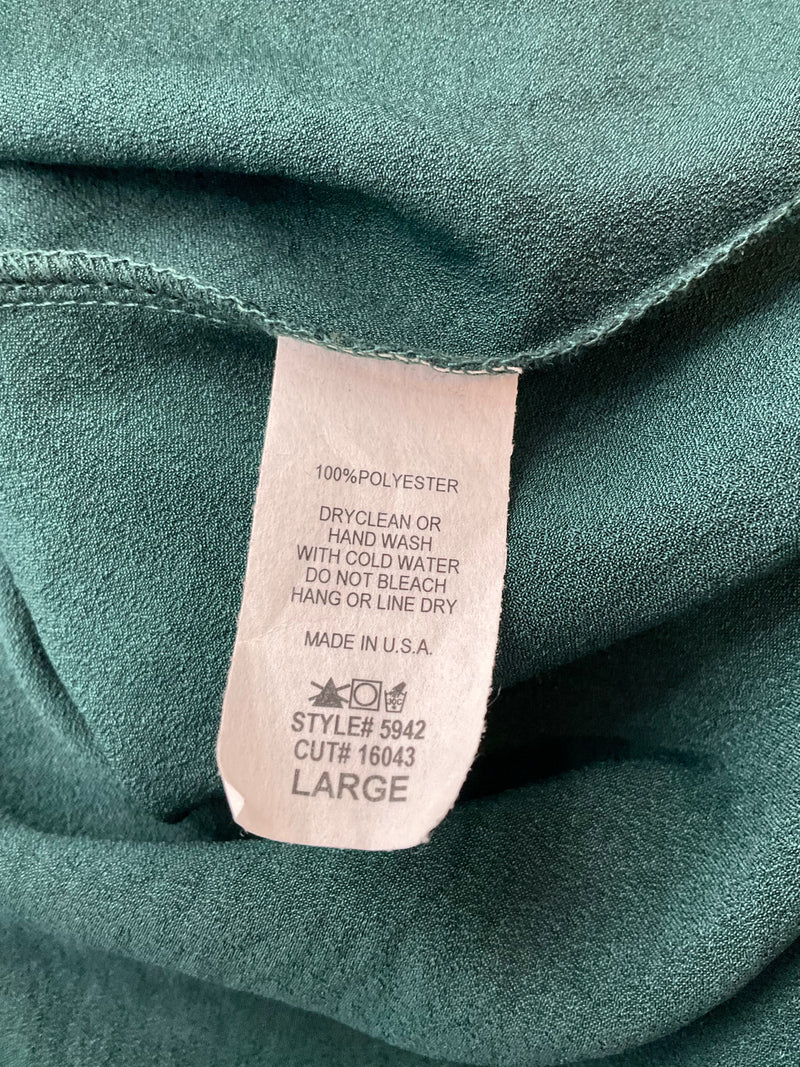 100%POLYESTER
DRYCLEAN OR
HAND WASH
WITH COLD WATER
DO NOT BLEACH
HANG OR LINE DRY
MADE IN U.S.A.
STYLE# 5942
CUT# 16043
LARGE